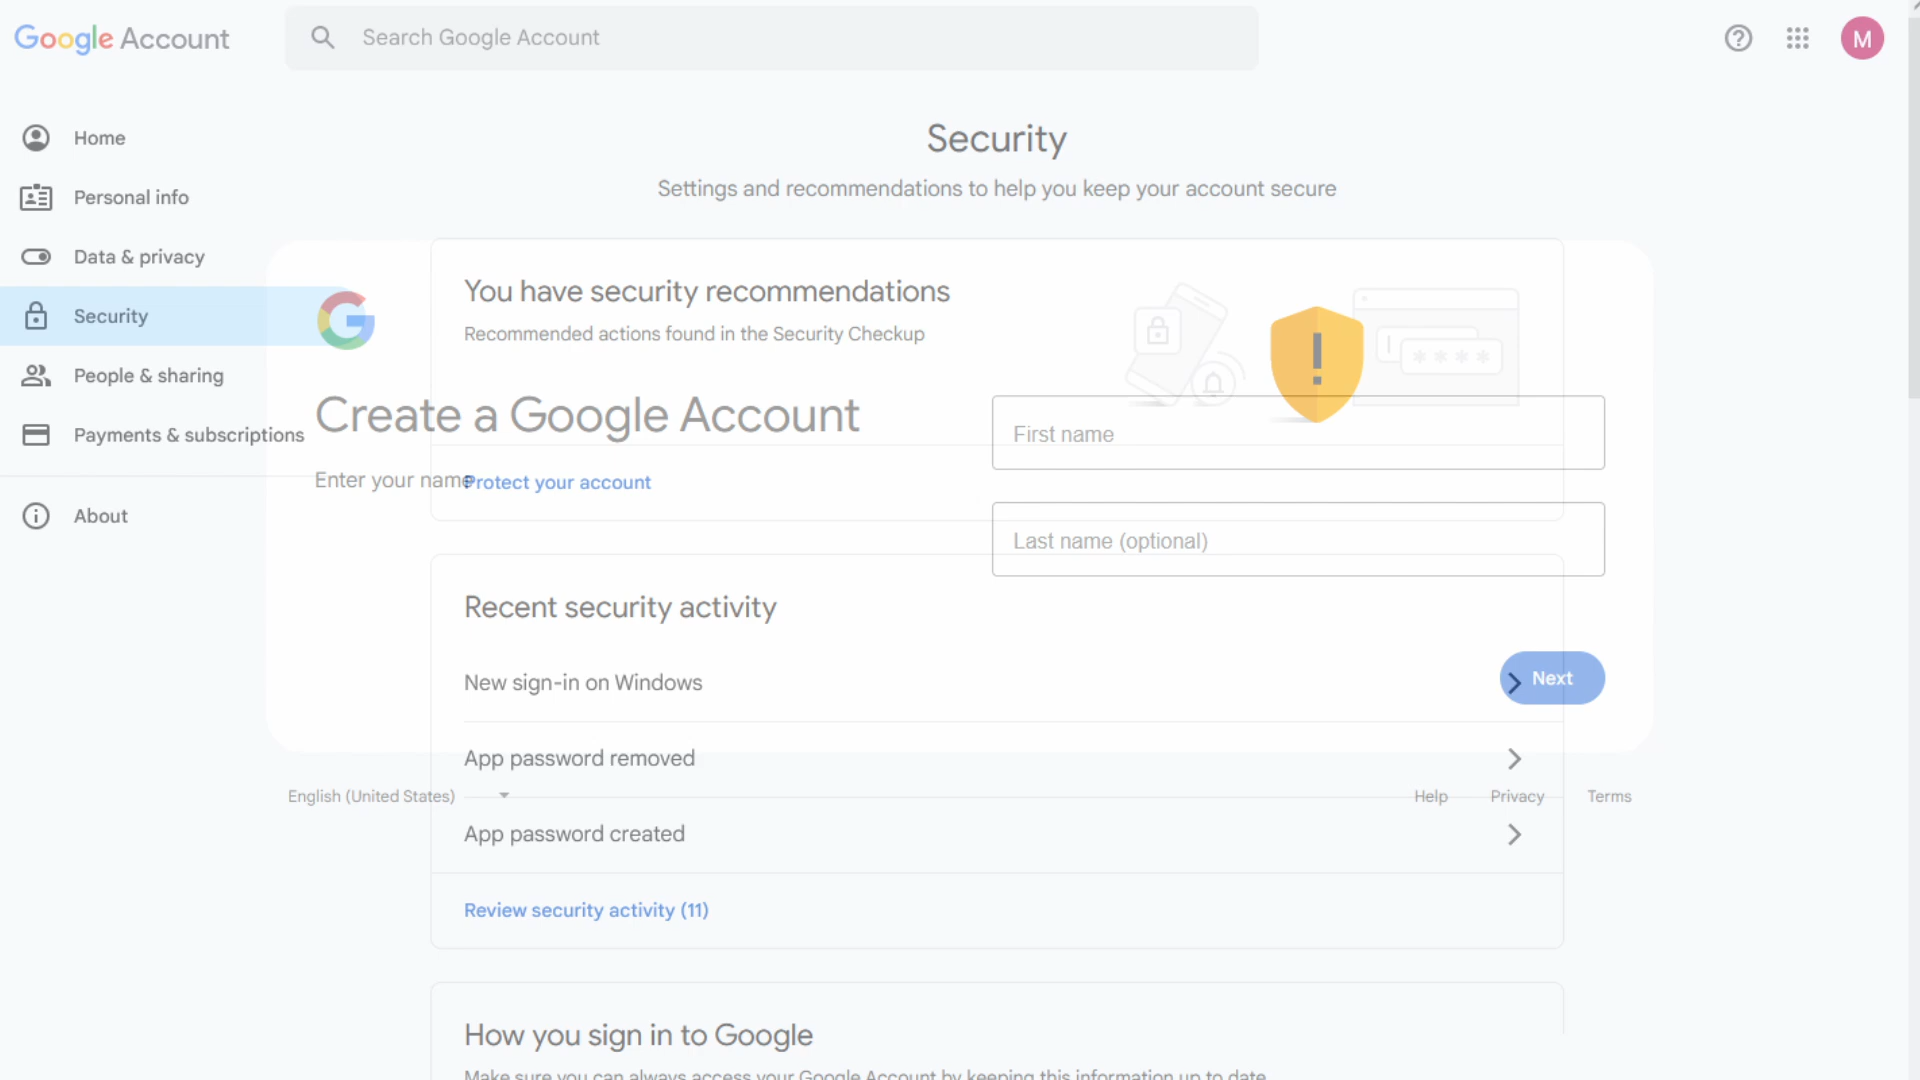 Google Account
Search Google Account
M
Home
Personal info
Data & privacy
Security
People & sharing
Payments & subscriptions
About
Security
Settings and recommendations to help you keep your account secure
You have security recommendations
Recommended actions found in the Security Checkup
Protect your account
Create a Google Account
Enter your name
First name
Last name (optional)
Next
Recent security activity
New sign-in on Windows
App password removed
App password created
Review security activity (11)
English (United States)
Help Privacy Terms
How you sign in to Google
Make sure you can always access your Google Account by keeping this information up to date